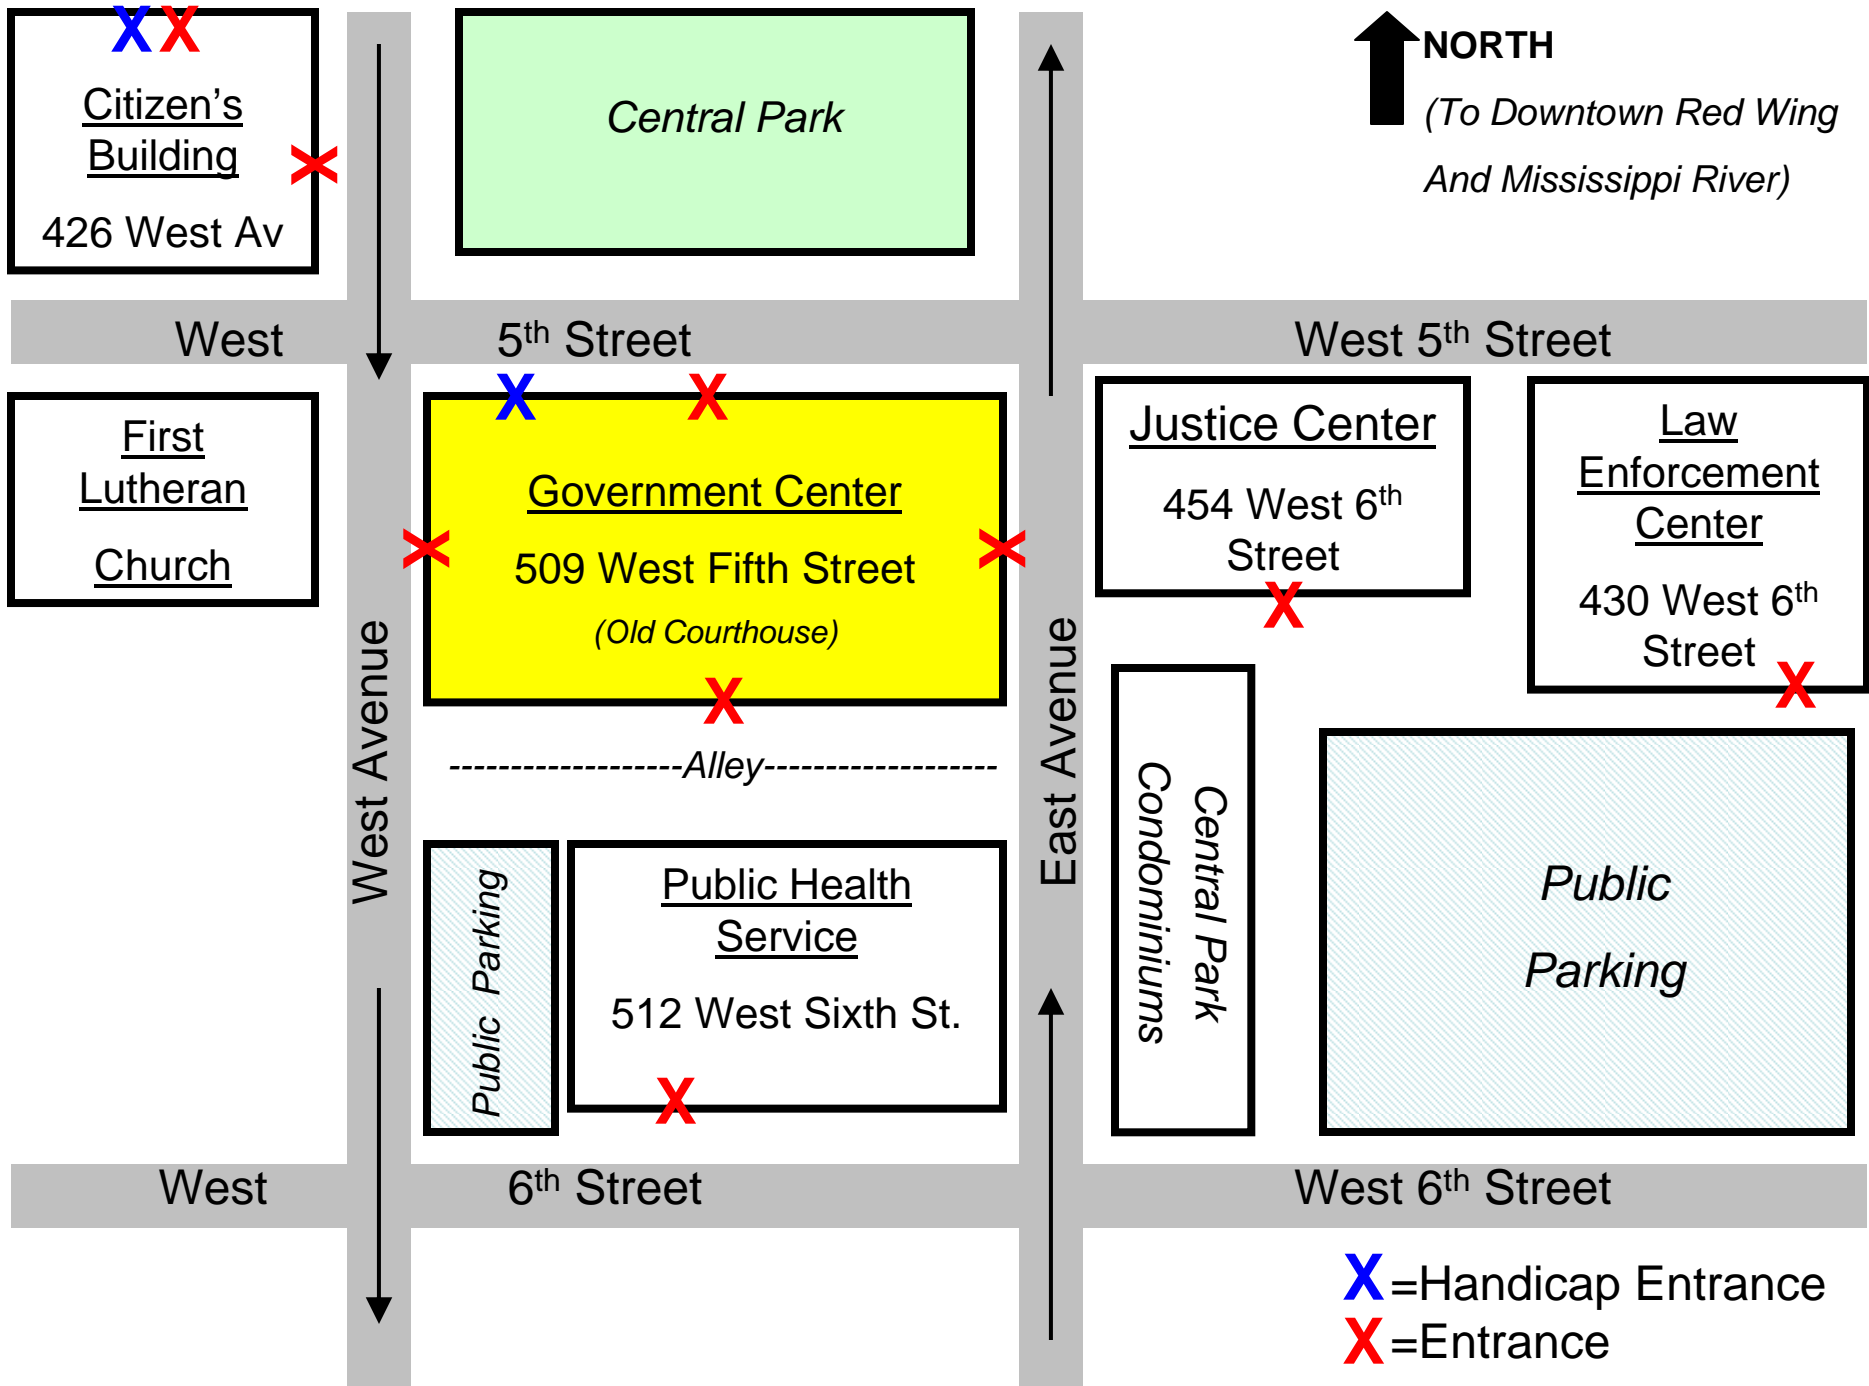 X X
Citizen's
Building
X
426 West Av
Central Park
NORTH
(To Downtown Red Wing
And Mississippi River)
West
5th Street
West 5th Street
First
Lutheran
Church
X X
Government Center
X X
509 West Fifth Street
(Old Courthouse)
X
Justice Center
454 West 6th
Street
X
Law
Enforcement
Center
430 West 6th
Street
X
West Avenue
East Avenue
-------------------Alley-------------------
Public Parking
Public Health
Service
512 West Sixth St.
X
Central Park
Condominiums
Public
Parking
West
6th Street
West 6th Street
X =Handicap Entrance
X =Entrance